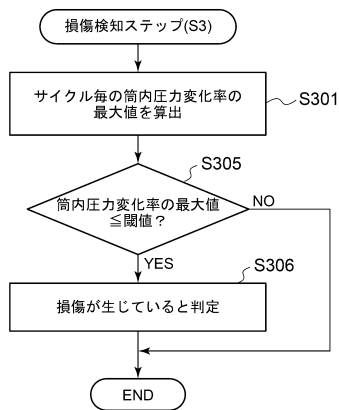 損傷検知ステップ(S3)
サイクル毎の筒内圧力変化率の
最大値を算出
S301
S305
筒内圧力変化率の最大値
≦閾値？
NO
YES
S306
損傷が生じていると判定
END